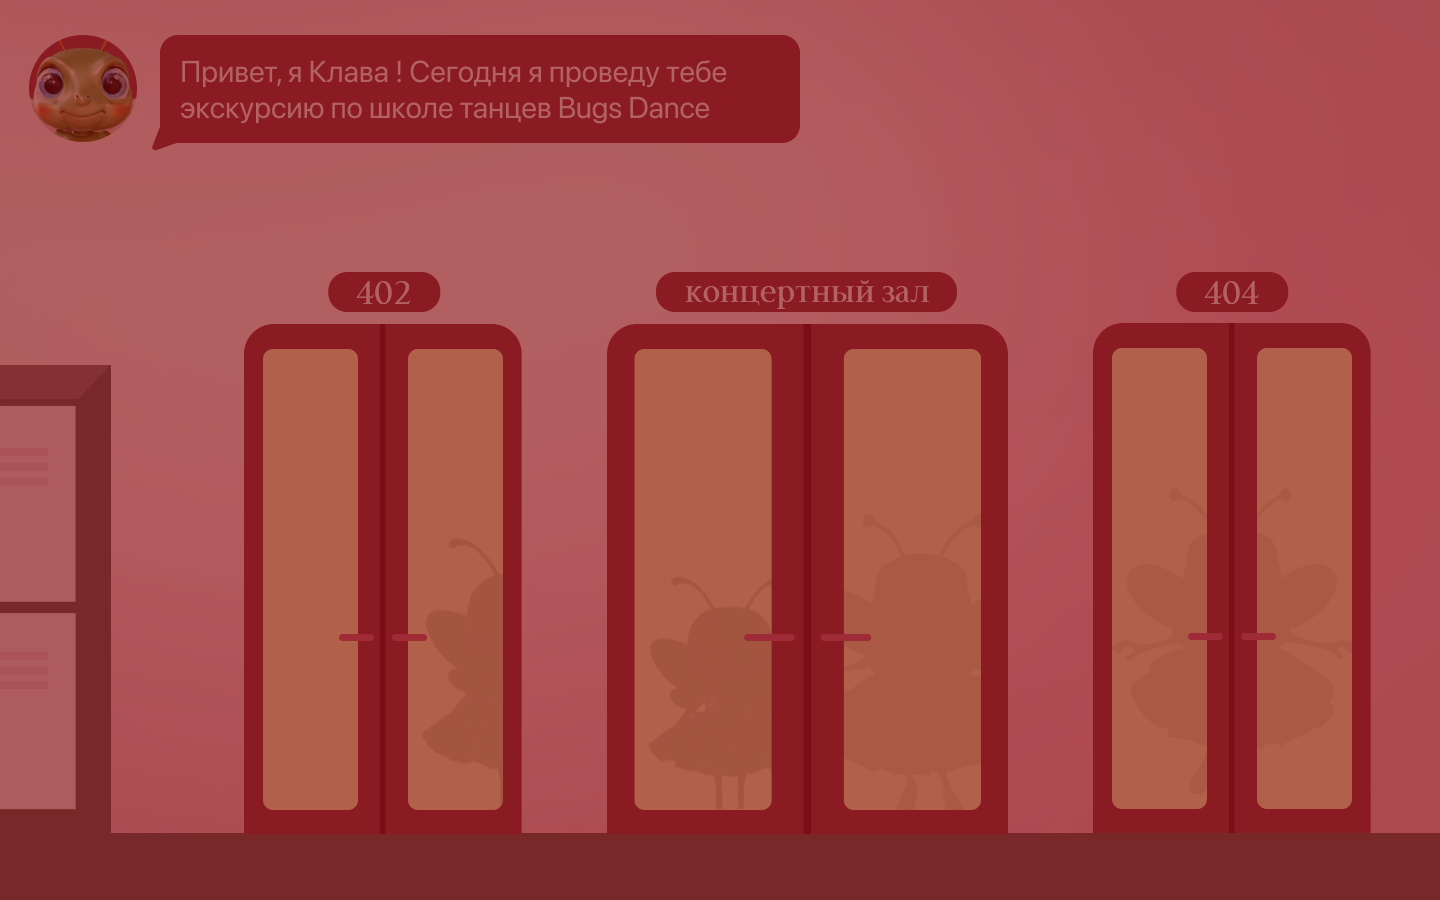 Привет, я Клава ! Сегодня я проведу тебе
экскурсию по школе танцев Bugs Dance
402
концертный зал
404